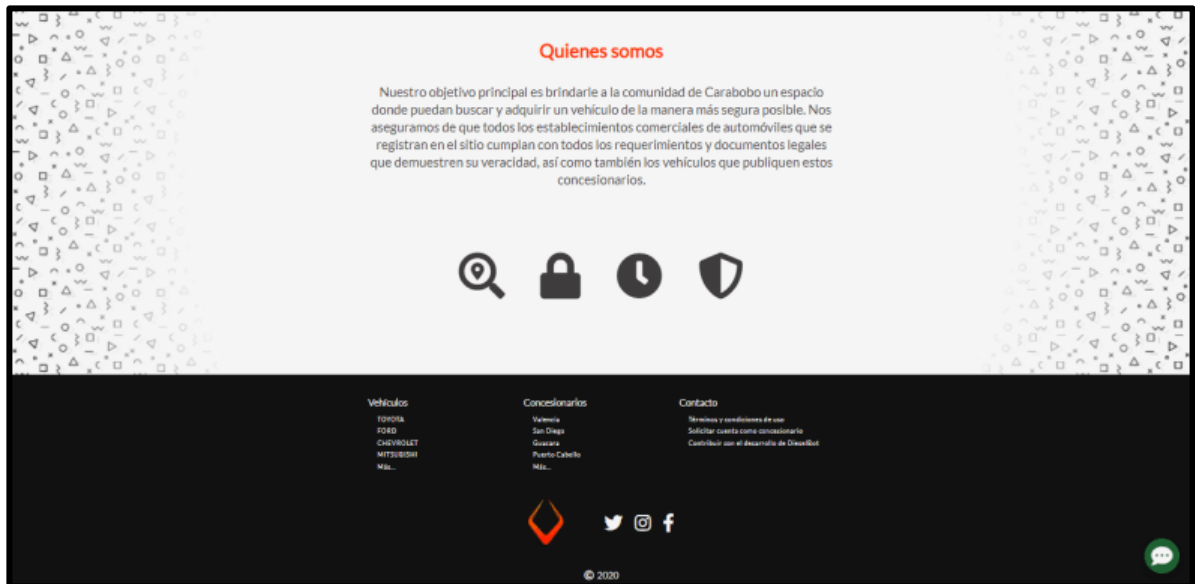 Quienes somos
Nuestro objetivo principal es brindarle a la comunidad de Carabobo un espacio
donde puedan buscar y adquirir un vehículo de la manera más segura posible. Nos
aseguramos de que todos los establecimientos comerciales de automóviles que se
registran en el sitio cumplan con todos los requerimientos y documentos legales
que demuestren su veracidad, así como también los vehículos que publiquen estos
concesionarios.
Vehículos
TOYOTA
FORD
CHEVROLET
MITSUBISHI
Más...
Concesionarios
Valencia
San Diego
Guacara
Puerto Cabello
Más...
Contacto
Términos y condiciones de uso
Solicitar cuenta como concesionario
Contribuir con el desarrollo de DieselBot
© 2020